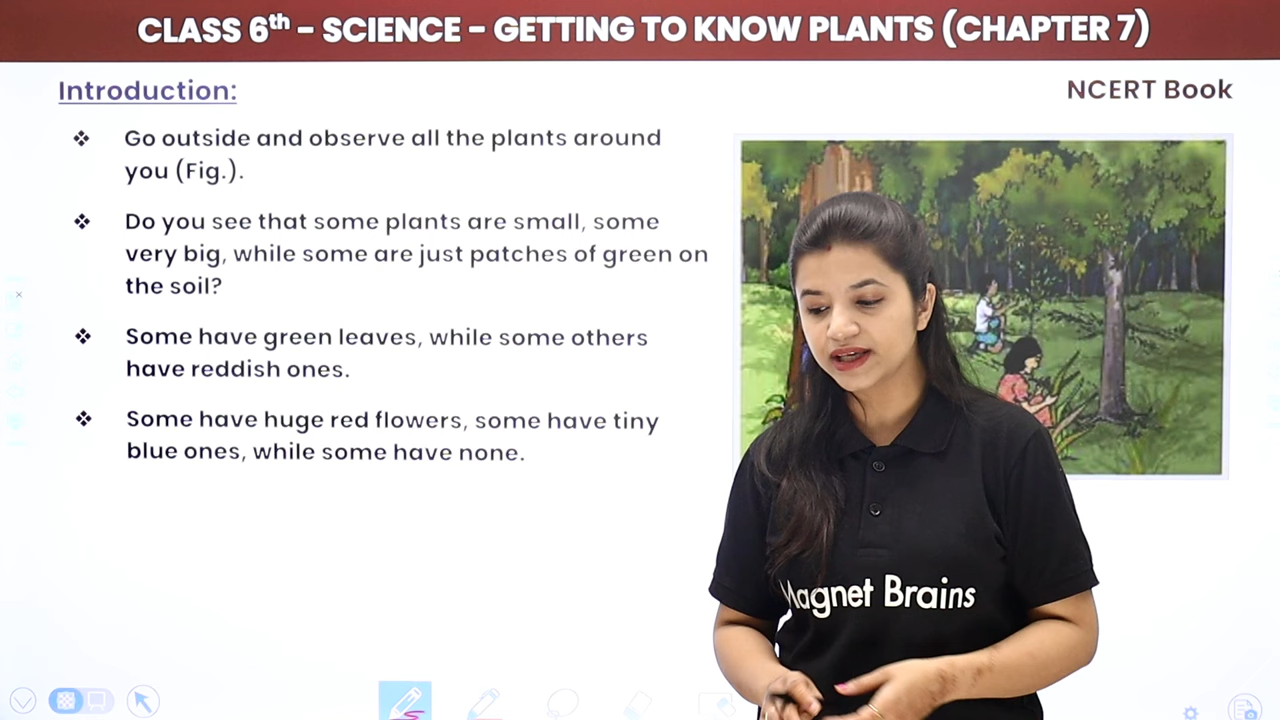 CLASS 6th - SCIENCE - GETTING TO KNOW PLANTS (CHAPTER 7)
Introduction:
NCERT Book
❖ Go outside and observe all the plants around
you (Fig.).
❖ Do you see that some plants are small, some
very big, while some are just patches of green on
the soil?
❖ Some have green leaves, while some others
have reddish ones.
❖ Some have huge red flowers, some have tiny
blue ones, while some have none.
Magnet Brains